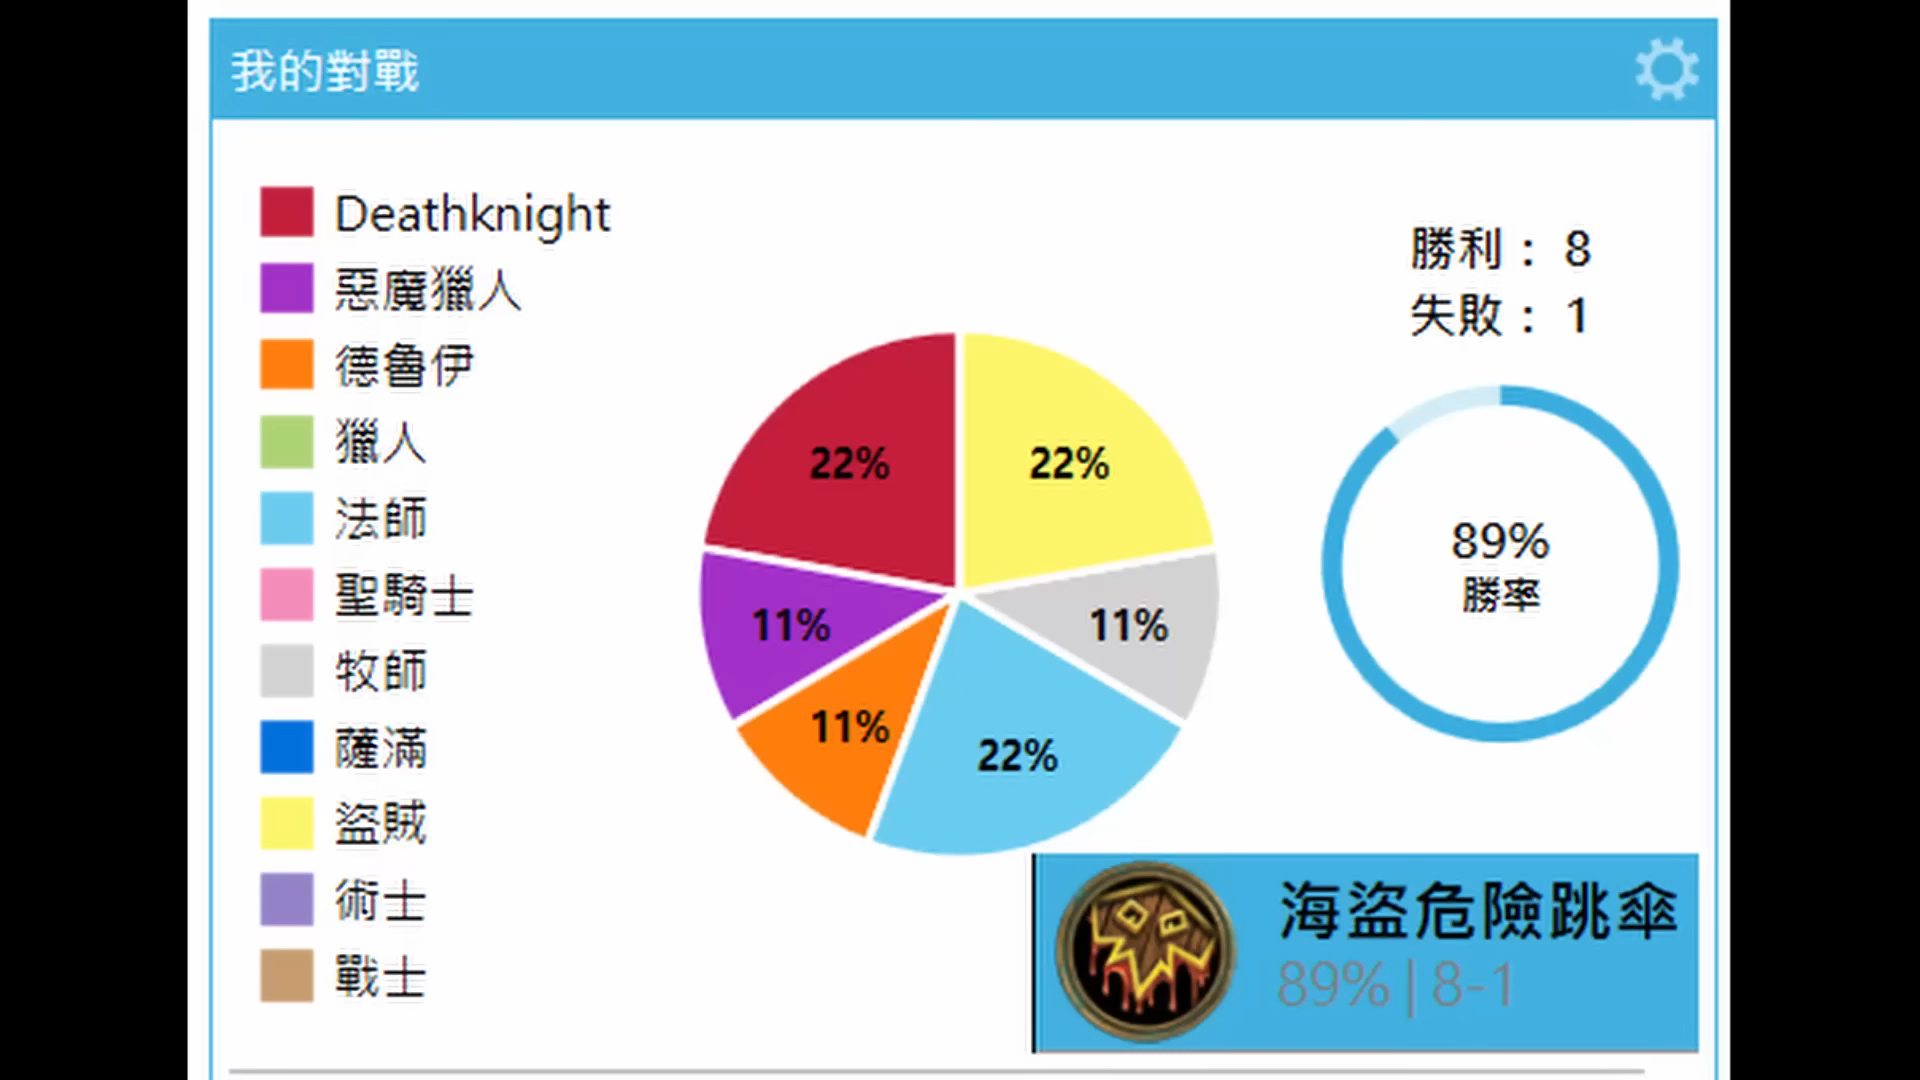 我的對戰
Deathknight
惡魔獵人
德魯伊
獵人
法師
聖騎士
牧師
薩滿
盜賊
術士
戰士
22%
22%
11%
11%
11%
22%
勝利： 8
失敗： 1
89%
勝率
海盜危險跳傘
89% | 8-1